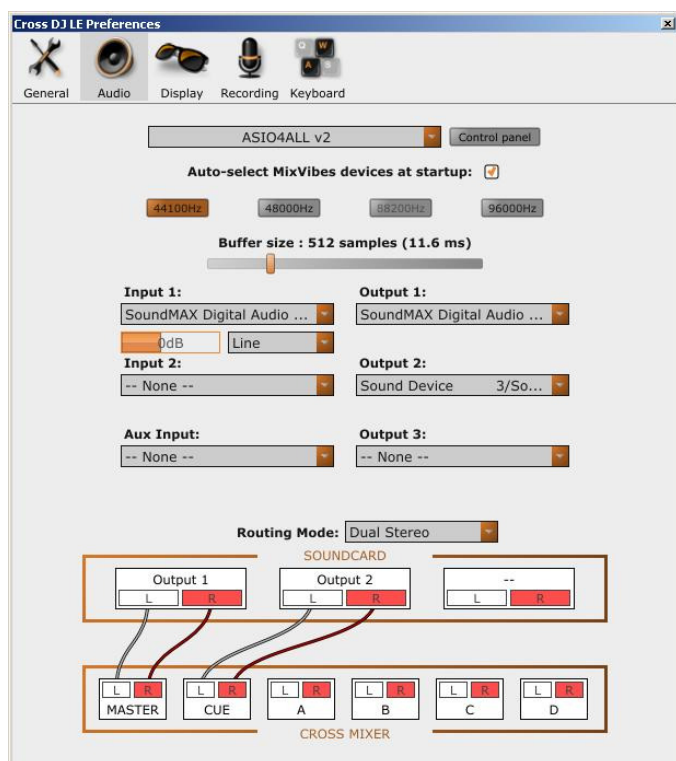 Cross DJ LE Preferences
General Audio Display Recording Keyboard
ASIO4ALL v2 Control panel
Auto-select MixVibes devices at startup:
44100Hz 48000Hz 88200Hz 96000Hz
Buffer size : 512 samples (11.6 ms)
Input 1: Output 1:
SoundMAX Digital Audio ... SoundMAX Digital Audio ...
0dB Line
Input 2: Output 2:
-- None -- Sound Device 3/So...
Aux Input: Output 3:
-- None -- -- None --
Routing Mode: Dual Stereo
SOUNDCARD
Output 1 Output 2 --
L R L R L R
L R L R L R L R L R L R
MASTER CUE A B C D
CROSS MIXER